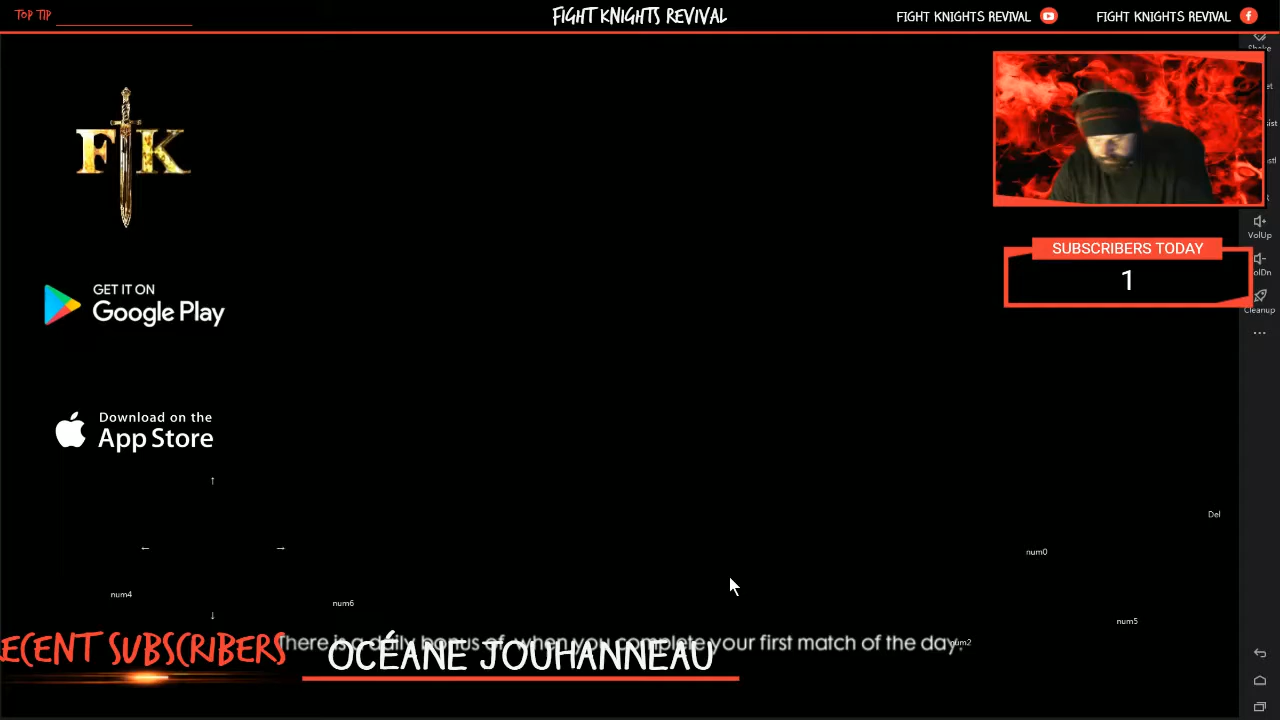 TOP TIP
FIGHT KNIGHTS REVIVAL
FIGHT KNIGHTS REVIVAL
FIGHT KNIGHTS REVIVAL
F K
GET IT ON
Google Play
Download on the
App Store
SUBSCRIBERS TODAY
1
VolUp
olDn
Cleanup
↑
← →
↓
num4
num6
Del
num0
num5
num2
There is a daily bonus of when you complete your first match of the day.
ECENT SUBSCRIBERS
OCÉANE JOUHANNEAU